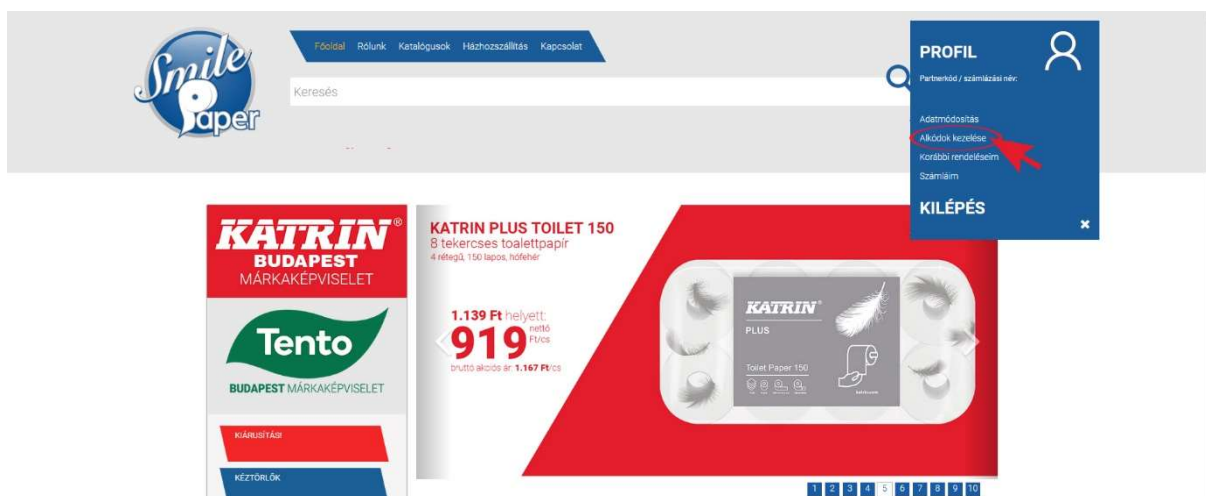 Smile Paper
Főoldal Rólunk Katalógusok Házhozszállítás Kapcsolat
Keresés
PROFIL
Partnerkód / számlázási név:
Adatmódosítás
Alkódok kezelése
Korábbi rendeléseim
Számláim
KILÉPÉS
×
KATRIN®
BUDAPEST
MÁRKAKÉPVISELET
Tento
BUDAPEST MÁRKAKÉPVISELET
KIÁRUSÍTÁS!
KÉZTÖRLŐK
KATRIN PLUS TOILET 150
8 tekercses toalettpapír
4 rétegű, 150 lapos, hófehér
1.139 Ft helyett:
919 nettó Ft/cs
bruttó akciós ár: 1.167 Ft/cs
KATRIN®
PLUS
Toilet Paper 150
katrin.com
1 2 3 4 5 6 7 8 9 10